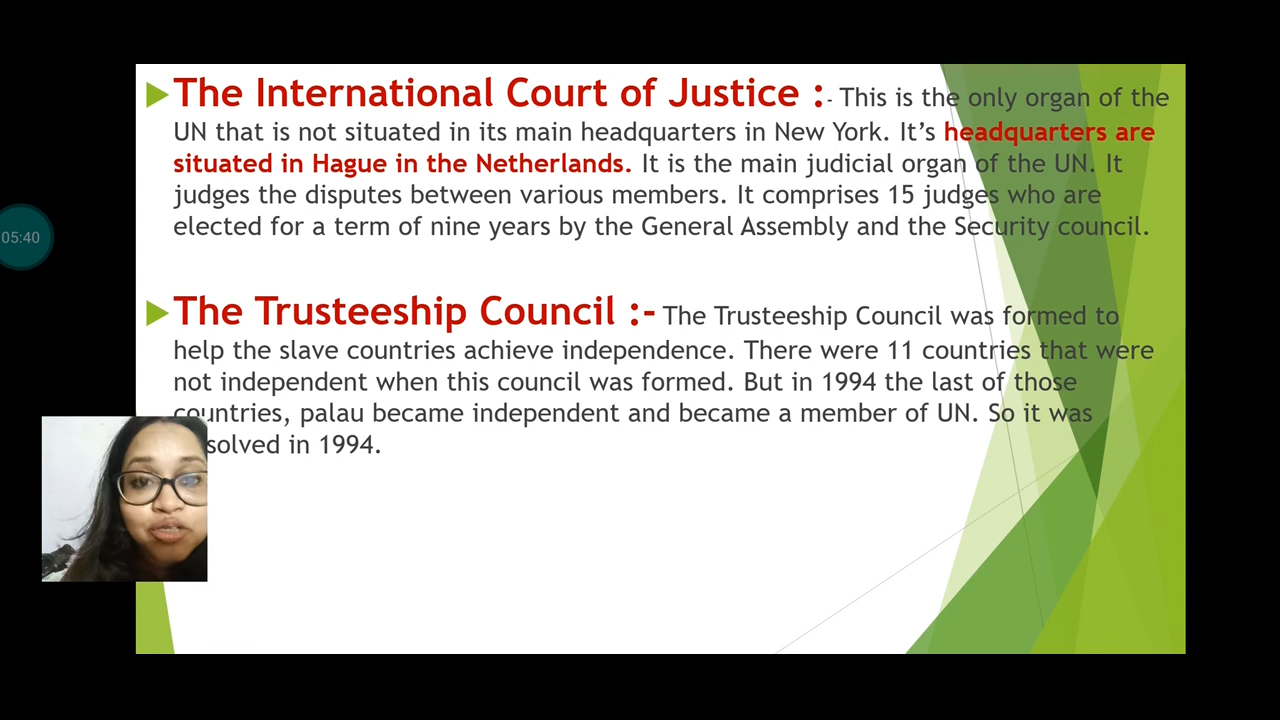 The International Court of Justice :- This is the only organ of the
UN that is not situated in its main headquarters in New York. It’s headquarters are
situated in Hague in the Netherlands. It is the main judicial organ of the UN. It
judges the disputes between various members. It comprises 15 judges who are
elected for a term of nine years by the General Assembly and the Security council.
The Trusteeship Council :- The Trusteeship Council was formed to
help the slave countries achieve independence. There were 11 countries that were
not independent when this council was formed. But in 1994 the last of those
countries, palau became independent and became a member of UN. So it was
solved in 1994.
05:40